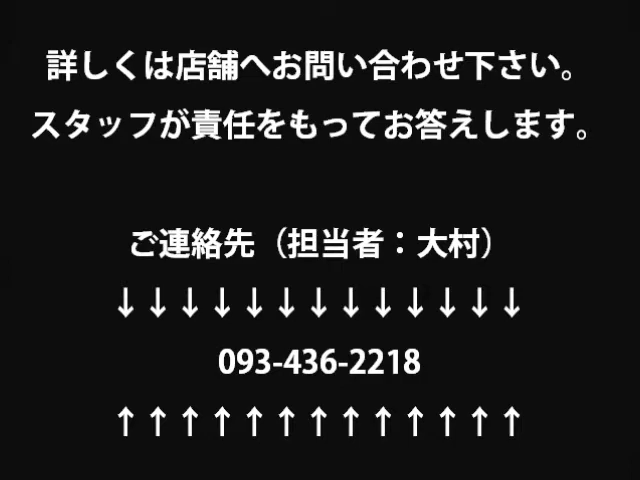 詳しくは店舗へお問い合わせ下さい。
スタッフが責任をもってお答えします。
ご連絡先（担当者：大村）
↓↓↓↓↓↓↓↓↓↓↓↓↓
093-436-2218
↑↑↑↑↑↑↑↑↑↑↑↑↑